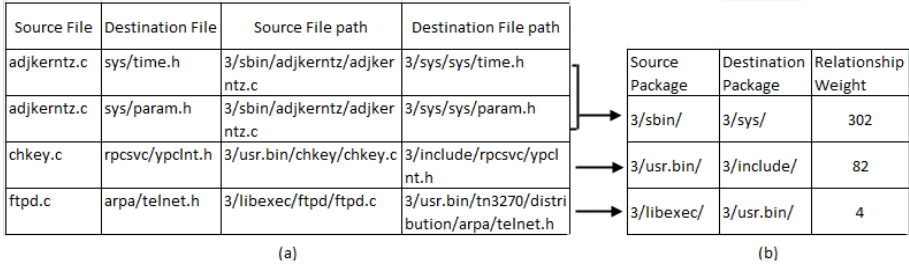 Source File Destination File Source File path Destination File path
adjkerntz.c sys/time.h 3/sbin/adjkerntz/adjker 3/sys/sys/time.h
ntz.c
adjkerntz.c sys/param.h 3/sbin/adjkerntz/adjker 3/sys/sys/param.h
ntz.c
chkey.c rpcsvc/ypclnt.h 3/usr.bin/chkey/chkey.c 3/include/rpcsvc/ypcl
nt.h
ftpd.c arpa/telnet.h 3/libexec/ftpd/ftpd.c 3/usr.bin/tn3270/distri
bution/arpa/telnet.h
(a)
Source Destination Relationship
Package Package Weight
3/sbin/ 3/sys/ 302
3/usr.bin/ 3/include/ 82
3/libexec/ 3/usr.bin/ 4
(b)